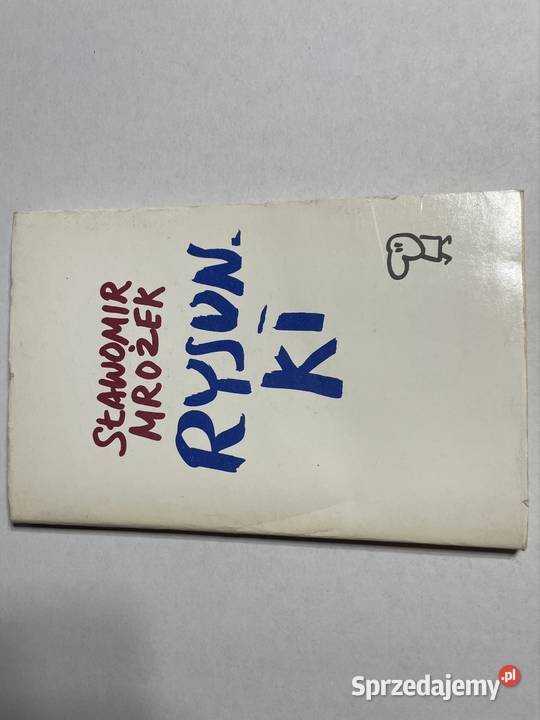 SŁAWOMIR
MROŻEK
RYSUN-
KI
Sprzedajemy.pl